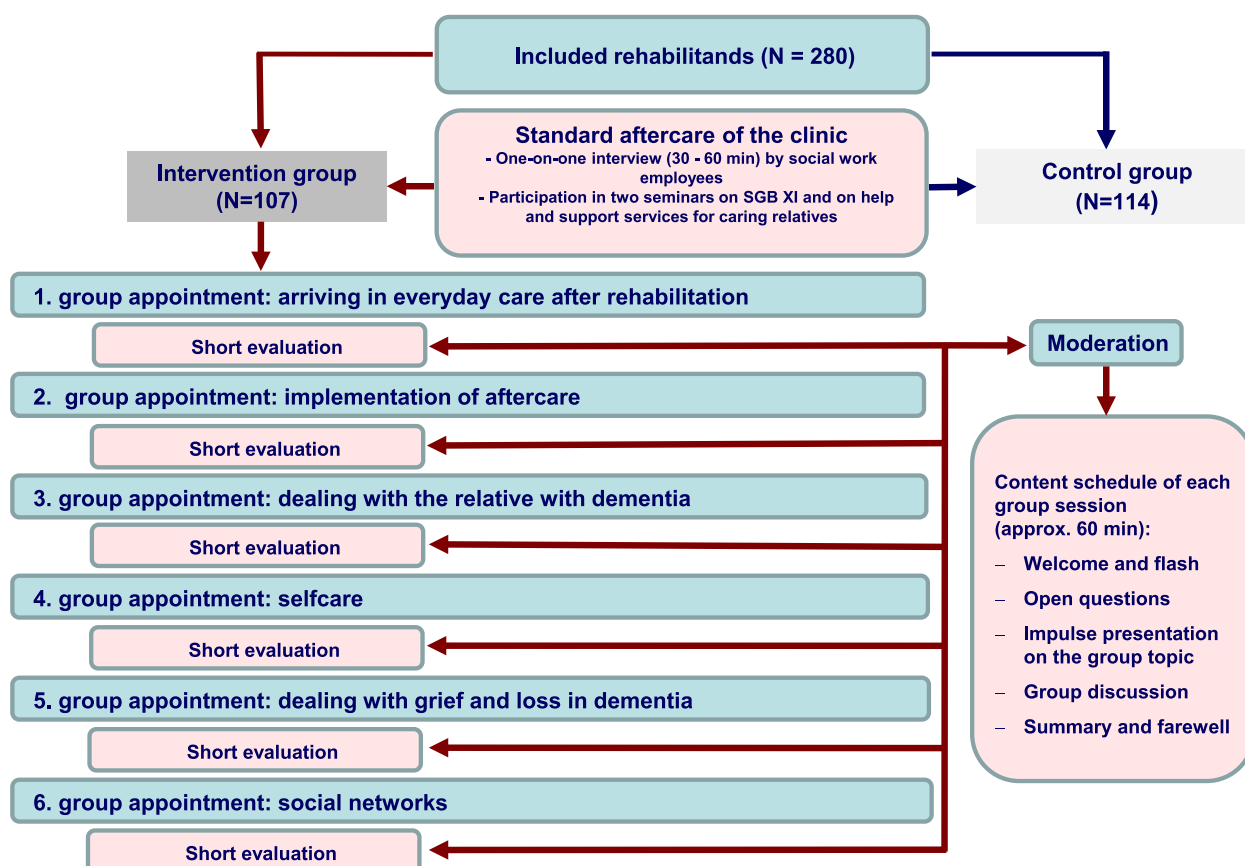 Included rehabilitands (N = 280)
Standard aftercare of the clinic
- One-on-one interview (30 - 60 min) by social work
employees
- Participation in two seminars on SGB XI and on help
and support services for caring relatives
Intervention group
(N=107)
Control group
(N=114)
1. group appointment: arriving in everyday care after rehabilitation
Short evaluation
2. group appointment: implementation of aftercare
Short evaluation
3. group appointment: dealing with the relative with dementia
Short evaluation
4. group appointment: selfcare
Short evaluation
5. group appointment: dealing with grief and loss in dementia
Short evaluation
6. group appointment: social networks
Short evaluation
Moderation
Content schedule of each
group session
(approx. 60 min):
– Welcome and flash
– Open questions
– Impulse presentation
on the group topic
– Group discussion
– Summary and farewell